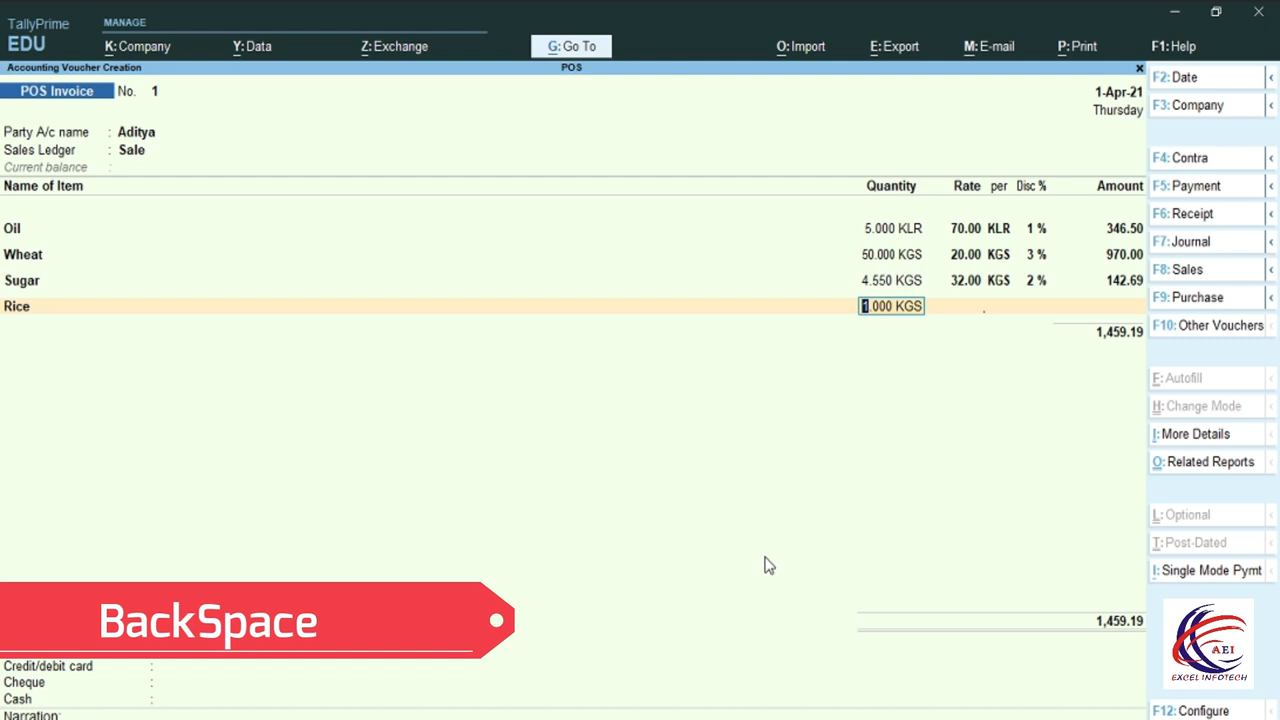 TallyPrime
EDU
MANAGE
K: Company
Y: Data
Z: Exchange
G: Go To
O: Import
E: Export
M: E-mail
P: Print
F1: Help
Accounting Voucher Creation
POS
x
POS Invoice
No. 1
1-Apr-21
Thursday
Party A/c name : Aditya
Sales Ledger : Sale
Current balance :
Name of Item Quantity Rate per Disc % Amount
Oil 5.000 KLR 70.00 KLR 1 % 346.50
Wheat 50.000 KGS 20.00 KGS 3 % 970.00
Sugar 4.550 KGS 32.00 KGS 2 % 142.69
Rice 1.000 KGS .
1,459.19
1,459.19
BackSpace
Credit/debit card :
Cheque :
Cash :
Narration:
F2: Date
F3: Company
F4: Contra
F5: Payment
F6: Receipt
F7: Journal
F8: Sales
F9: Purchase
F10: Other Vouchers
F: Autofill
H: Change Mode
I: More Details
O: Related Reports
L: Optional
T: Post-Dated
I: Single Mode Pymt
AEI
EXCEL INFOTECH
F12: Configure